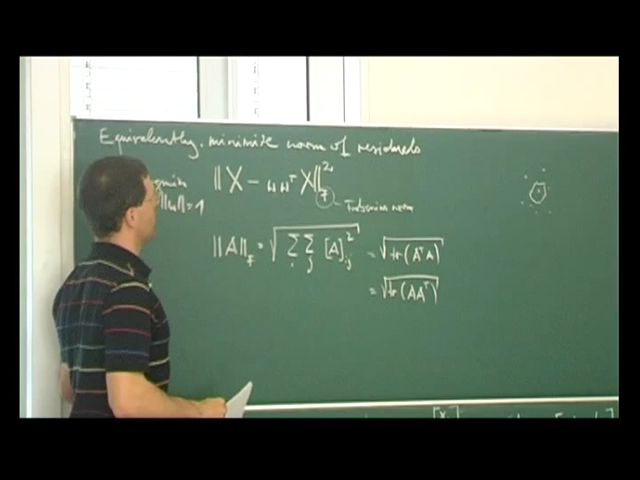 Equivalently, minimize norm of residuals
argmin ||X - uuᵀX||²_F
||u||=1 Frobenius norm
||A||_F = √(Σ_i Σ_j [A]²_ij) = √(tr(AᵀA))
= √(tr(AAᵀ))